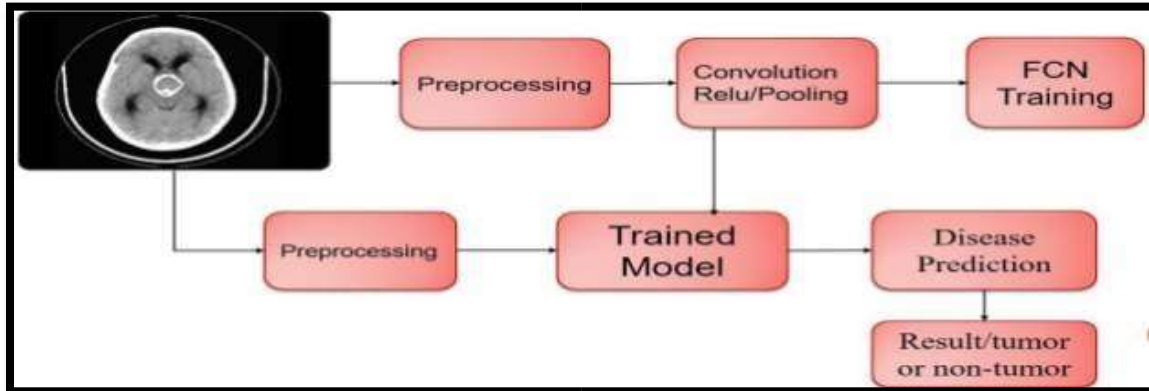 Preprocessing
Convolution
Relu/Pooling
FCN
Training
Preprocessing
Trained
Model
Disease
Prediction
Result/tumor
or non-tumor